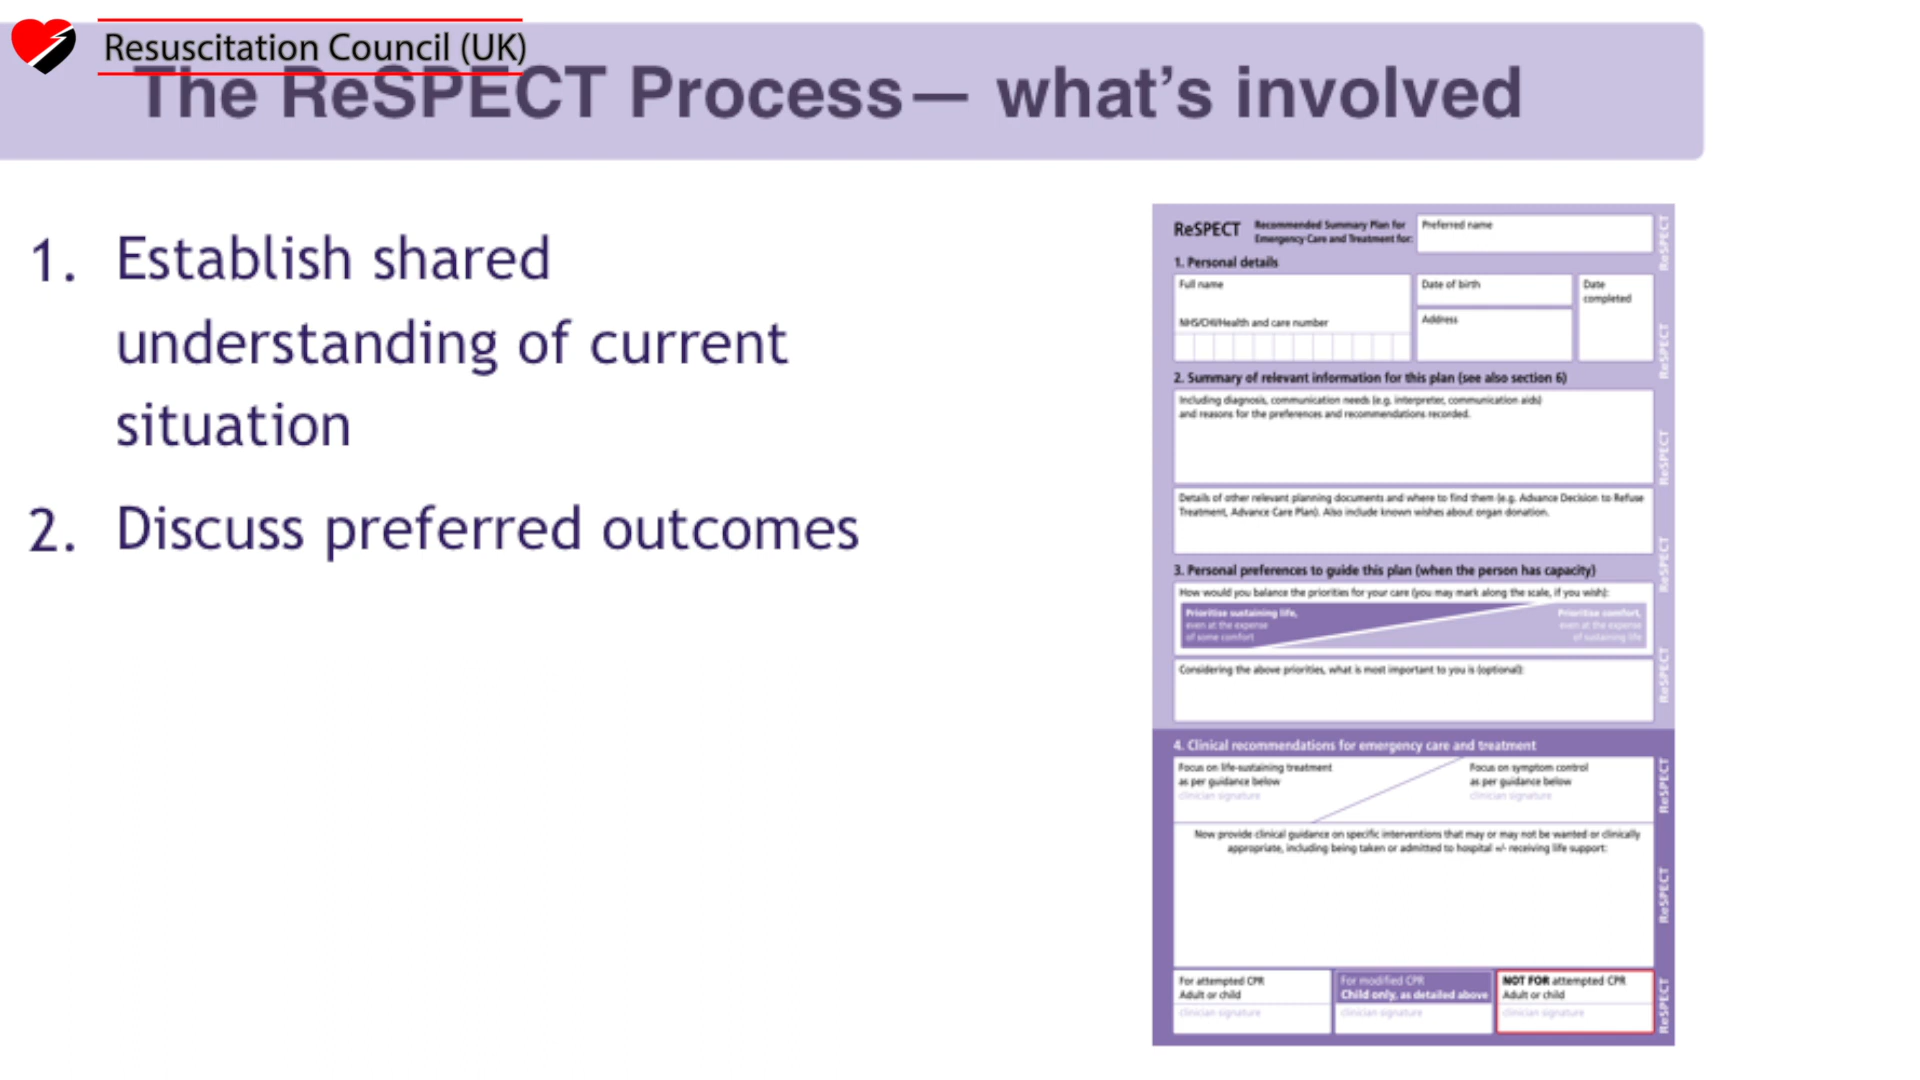 Resuscitation Council (UK)
The ReSPECT Process— what's involved
1. Establish shared
understanding of current
situation
2. Discuss preferred outcomes
ReSPECT
Recommended Summary Plan for
Emergency Care and Treatment for:
Preferred name
1. Personal details
Full name
Date of birth
Date
completed
NHS/CHI/Health and care number
Address
2. Summary of relevant information for this plan (see also section 6)
Including diagnosis, communication needs (e.g. interpreter, communication aids)
and reasons for the preferences and recommendations recorded.
Details of other relevant planning documents and where to find them (e.g. Advance Decision to Refuse
Treatment, Advance Care Plan). Also include known wishes about organ donation.
3. Personal preferences to guide this plan (when the person has capacity)
How would you balance the priorities for your care (you may mark along the scale, if you wish):
Prioritise sustaining life,
even at the expense
of some comfort
Prioritise comfort,
even at the expense
of sustaining life
Considering the above priorities, what is most important to you is (optional):
4. Clinical recommendations for emergency care and treatment
Focus on life-sustaining treatment
as per guidance below
clinician signature
Focus on symptom control
as per guidance below
clinician signature
Now provide clinical guidance on specific interventions that may or may not be wanted or clinically
appropriate, including being taken or admitted to hospital +/- receiving life support:
For attempted CPR
Adult or child
clinician signature
For modified CPR
Child only, as detailed above
clinician signature
NOT FOR attempted CPR
Adult or child
clinician signature
ReSPECT
ReSPECT
ReSPECT
ReSPECT
ReSPECT
ReSPECT
ReSPECT
ReSPECT